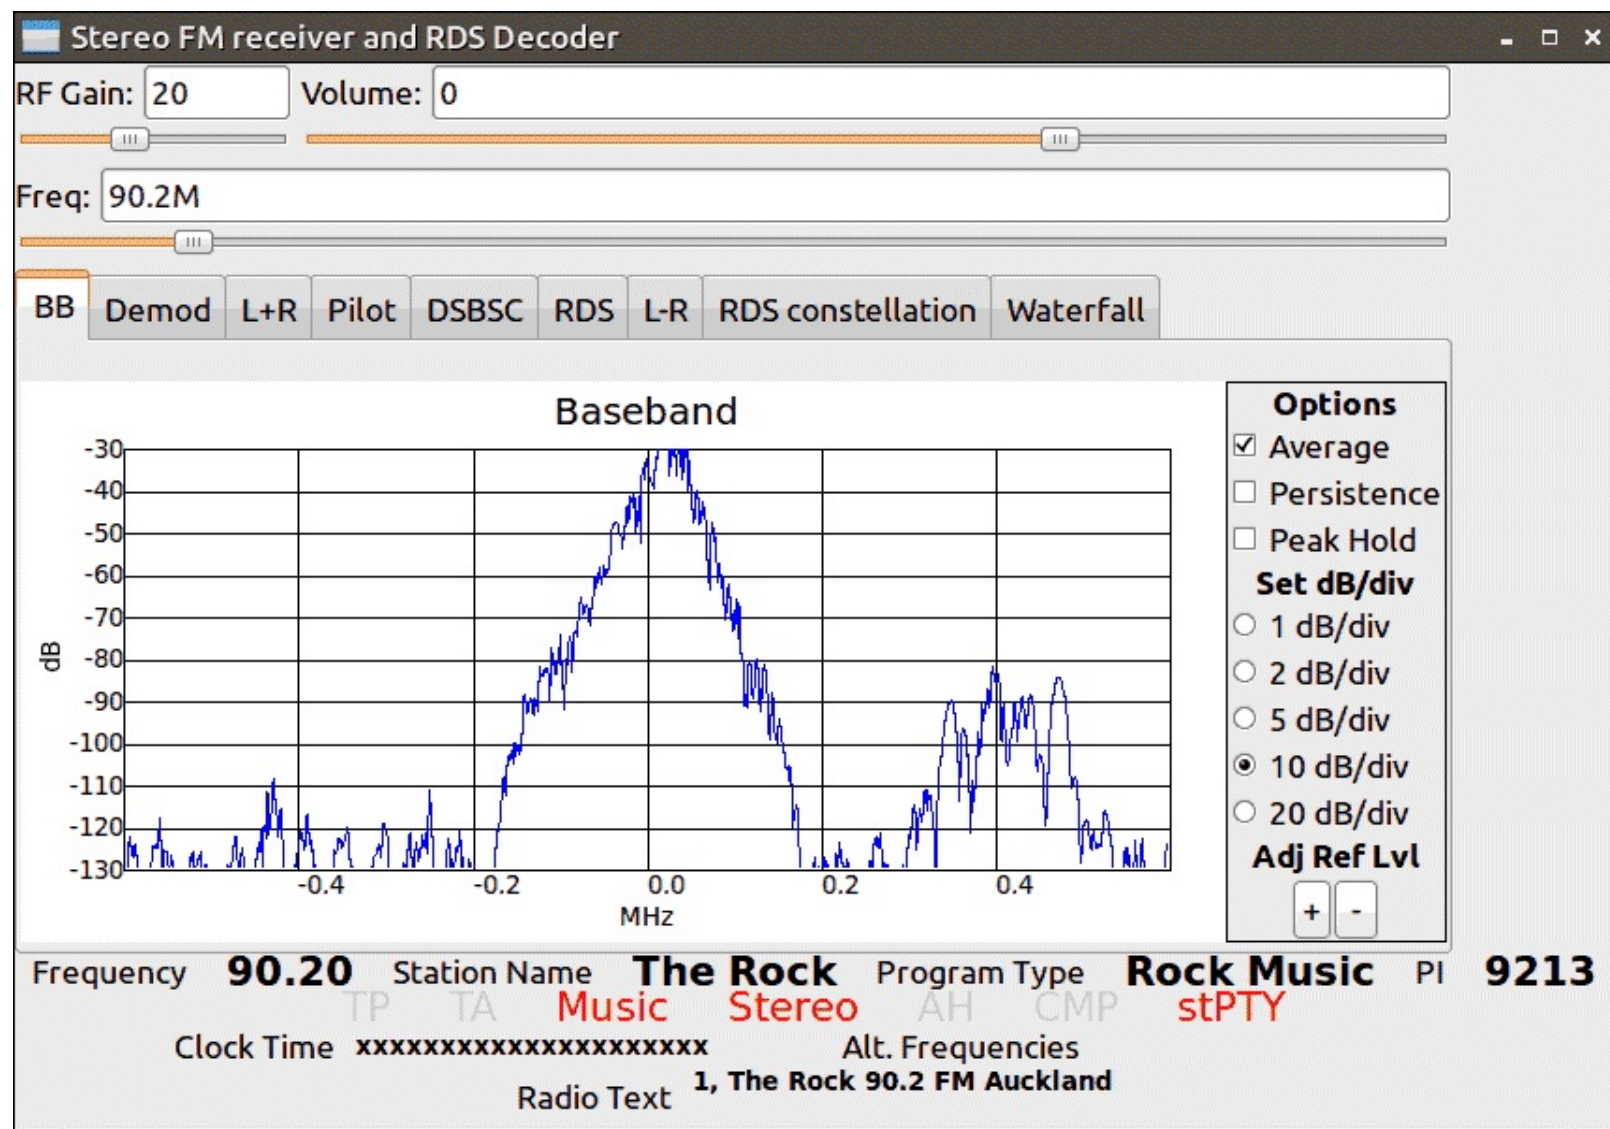 Stereo FM receiver and RDS Decoder
RF Gain: 20 Volume: 0
Freq: 90.2M
BB Demod L+R Pilot DSBSC RDS L-R RDS constellation Waterfall
Baseband
-30
-40
-50
-60
-70
-80
-90
-100
-110
-120
-130
dB
-0.4 -0.2 0.0 0.2 0.4
MHz
Options
Average
Persistence
Peak Hold
Set dB/div
1 dB/div
2 dB/div
5 dB/div
10 dB/div
20 dB/div
Adj Ref Lvl
+ -
Frequency 90.20 Station Name The Rock Program Type Rock Music PI 9213
TP TA Music Stereo AH CMP stPTY
Clock Time xxxxxxxxxxxxxxxxxxxxx Alt. Frequencies
Radio Text 1, The Rock 90.2 FM Auckland